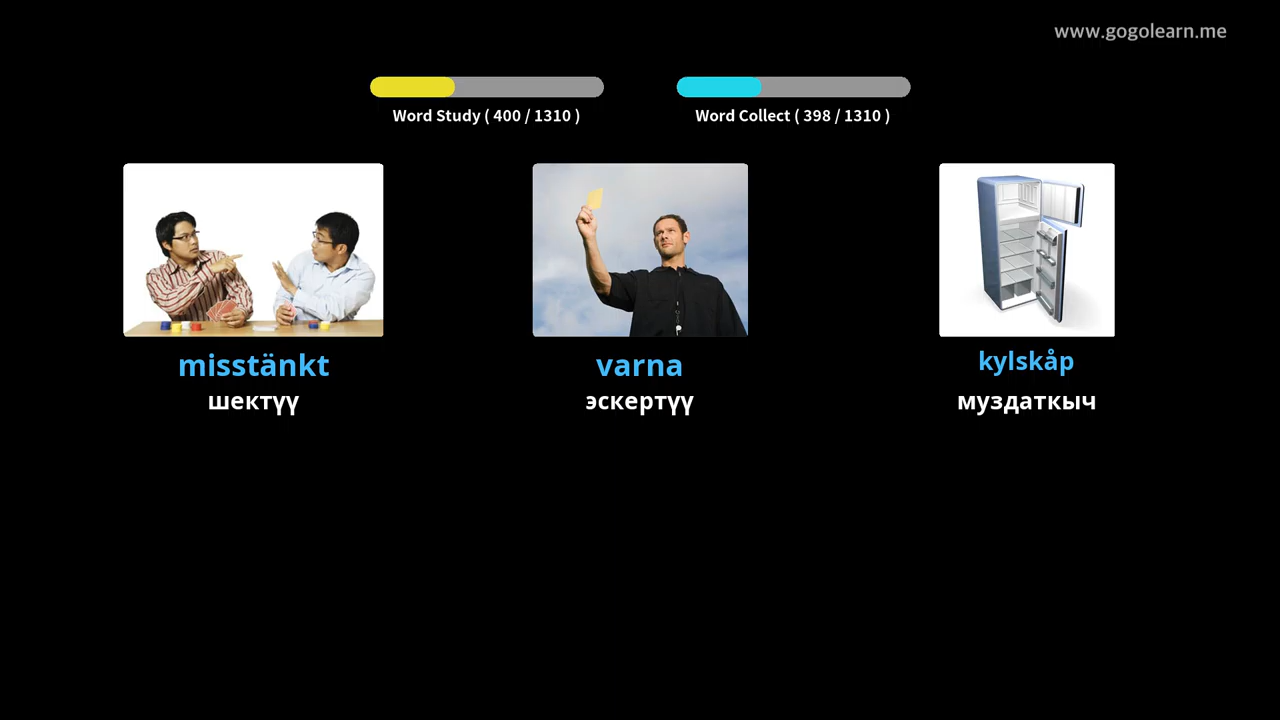 www.gogolearn.me
Word Study ( 400 / 1310 )
Word Collect ( 398 / 1310 )
misstänkt
шектүү
varna
эскертүү
kylskåp
муздаткыч